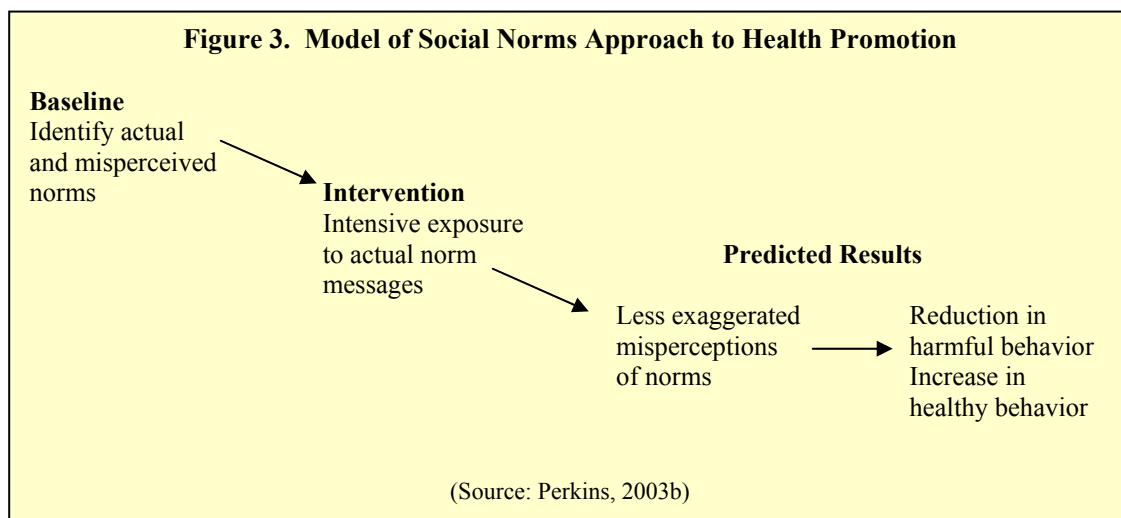 Figure 3.  Model of Social Norms Approach to Health Promotion
Baseline
Identify actual
and misperceived
norms
Intervention
Intensive exposure
to actual norm
messages
Predicted Results
Less exaggerated
misperceptions
of norms
Reduction in
harmful behavior
Increase in
healthy behavior
(Source: Perkins, 2003b)